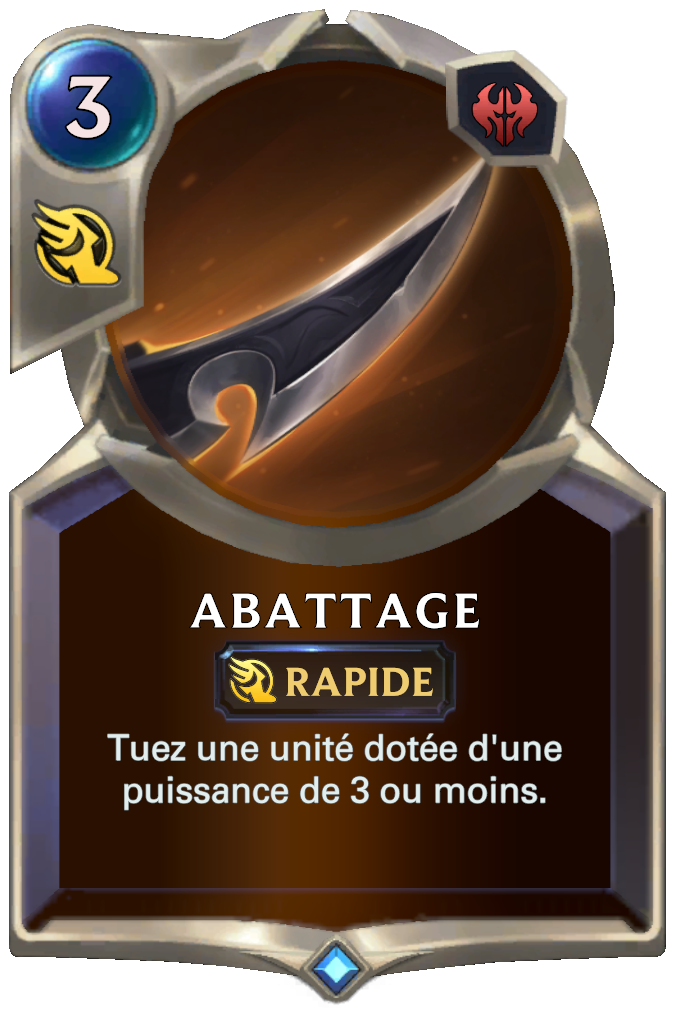 3
ABATTAGE
RAPIDE
Tuez une unité dotée d'une
puissance de 3 ou moins.